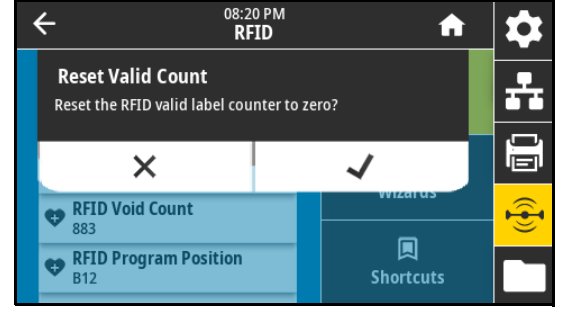 08:20 PM
RFID
Reset Valid Count
Reset the RFID valid label counter to zero?
Wizards
RFID Void Count
883
RFID Program Position
B12
Shortcuts